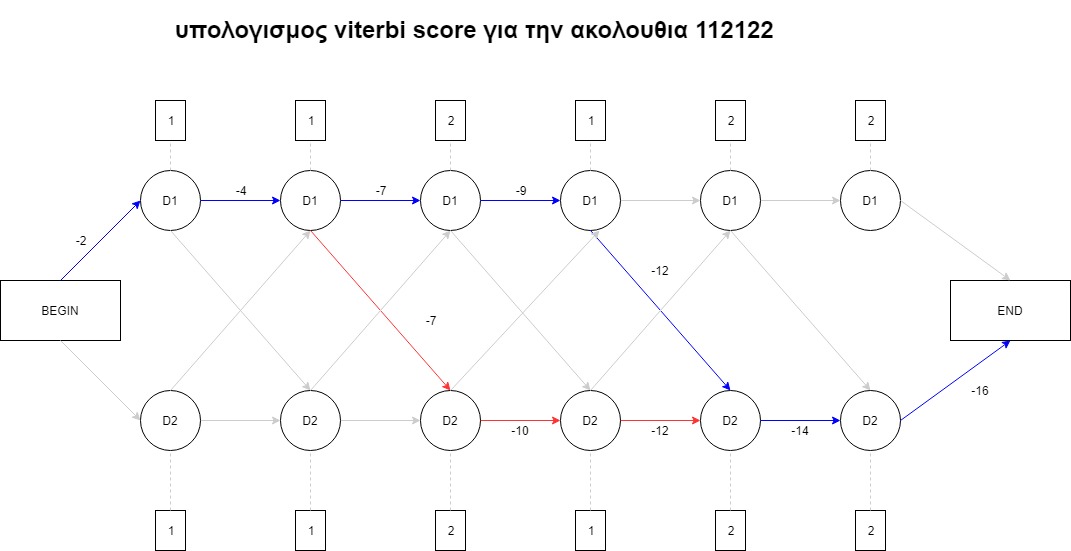 υπολογισμος viterbi score για την ακολουθια 112122
1 1 2 1 2 2
D1 -4 D1 -7 D1 -9 D1 D1 D1
-2 -12
BEGIN -7 END
-16
D2 D2 D2 -10 D2 -12 D2 -14 D2
1 1 2 1 2 2